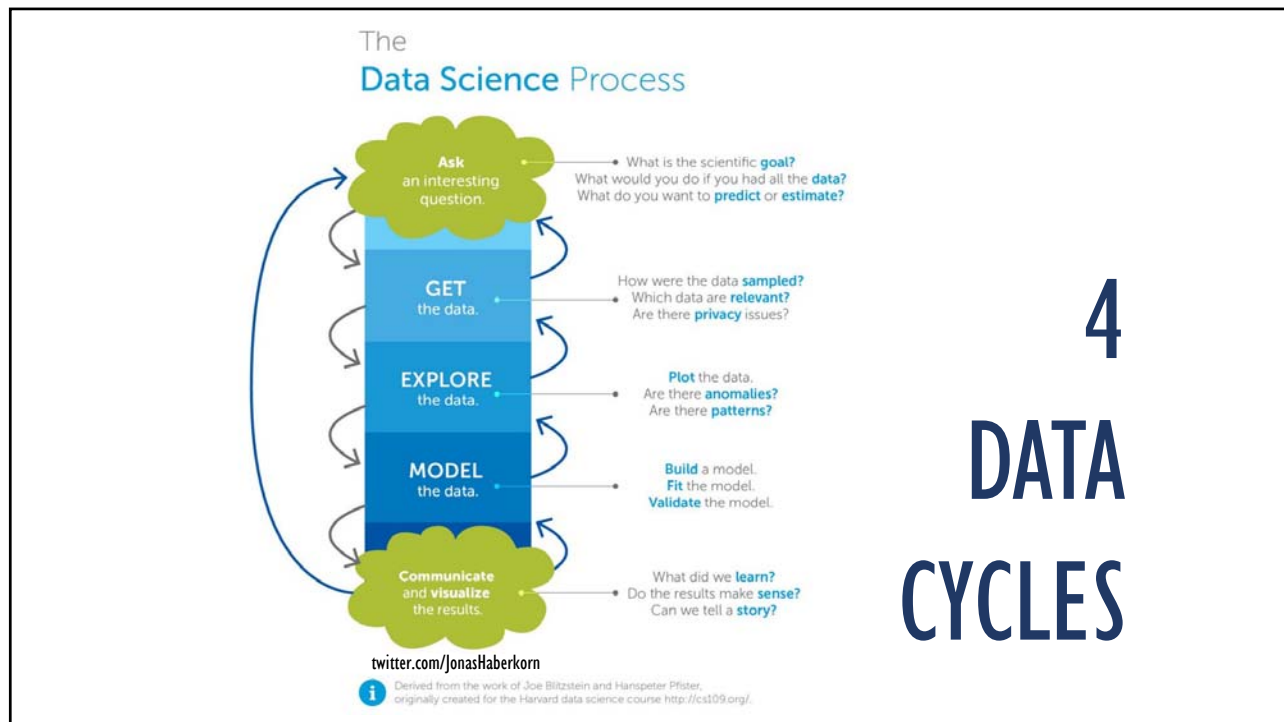 The
Data Science Process
Ask
an interesting
question.
What is the scientific goal?
What would you do if you had all the data?
What do you want to predict or estimate?
GET
the data.
How were the data sampled?
Which data are relevant?
Are there privacy issues?
EXPLORE
the data.
Plot the data.
Are there anomalies?
Are there patterns?
MODEL
the data.
Build a model.
Fit the model.
Validate the model.
Communicate
and visualize
the results.
What did we learn?
Do the results make sense?
Can we tell a story?
twitter.com/JonasHaberkorn
i
Derived from the work of Joe Blitzstein and Hanspeter Pfister,
originally created for the Harvard data science course http://cs109.org/.
4
DATA
CYCLES